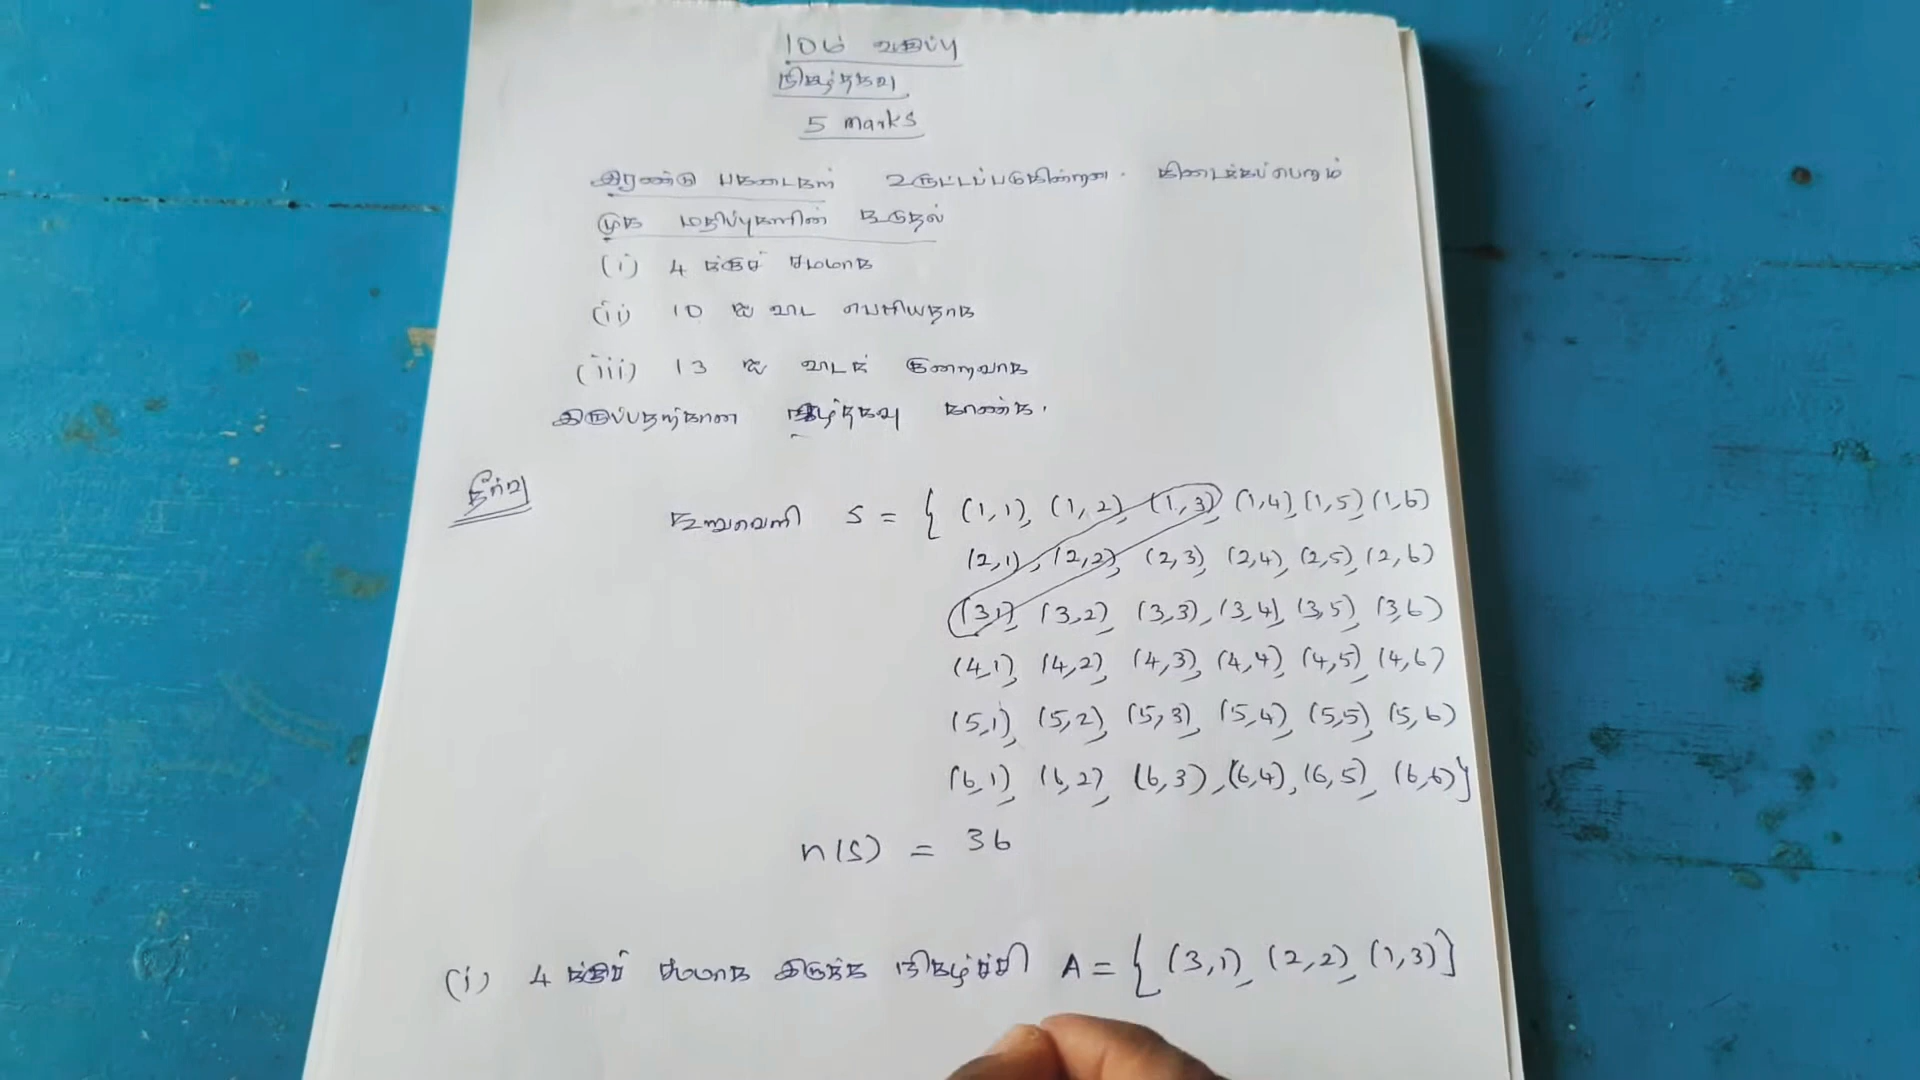 10ம் வகுப்பு
நிகழ்தகவு
5 marks
இரண்டு பகடைகள் உருட்டப்படுகின்றன. கிடைக்கப்பெறும்
முக மதிப்புகளின் கூடுதல்
(i) 4 க்குச் சமமாக
(ii) 10 ஐ விட பெரியதாக
(iii) 13 ஐ விடக் குறைவாக
இருப்பதற்கான நிகழ்தகவு காண்க.
தீர்வு
கூறுவெளி S = { (1,1), (1,2), (1,3), (1,4), (1,5) (1,6)
(2,1), (2,2), (2,3), (2,4), (2,5), (2,6)
(3,1), (3,2), (3,3), (3,4), (3,5), (3,6)
(4,1), (4,2), (4,3), (4,4), (4,5), (4,6)
(5,1), (5,2), (5,3), (5,4), (5,5), (5,6)
(6,1), (6,2), (6,3), (6,4), (6,5), (6,6)}
n(S) = 36
(i) 4 க்குச் சமமாக இருக்க நிகழ்ச்சி A = { (3,1), (2,2), (1,3)}